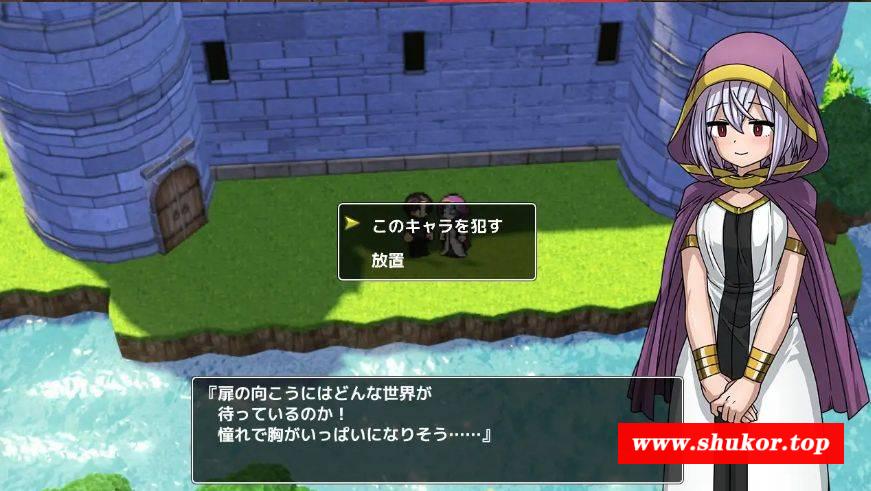 このキャラを犯す
放置
『扉の向こうにはどんな世界が
待っているのか！
憧れで胸がいっぱいになりそう……』
www.shukor.top